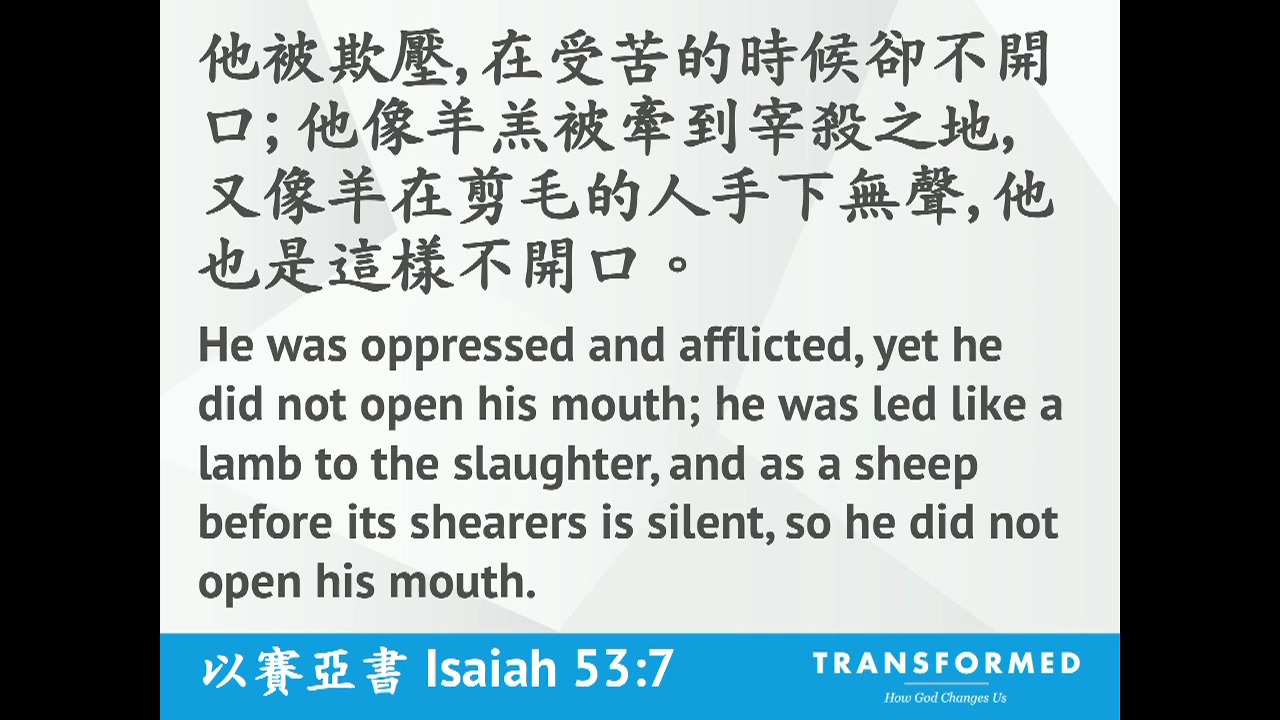 他被欺壓,在受苦的時候卻不開
口;他像羊羔被牽到宰殺之地,
又像羊在剪毛的人手下無聲,他
也是這樣不開口。
He was oppressed and afflicted, yet he
did not open his mouth; he was led like a
lamb to the slaughter, and as a sheep
before its shearers is silent, so he did not
open his mouth.
以賽亞書 Isaiah 53:7
TRANSFORMED
How God Changes Us